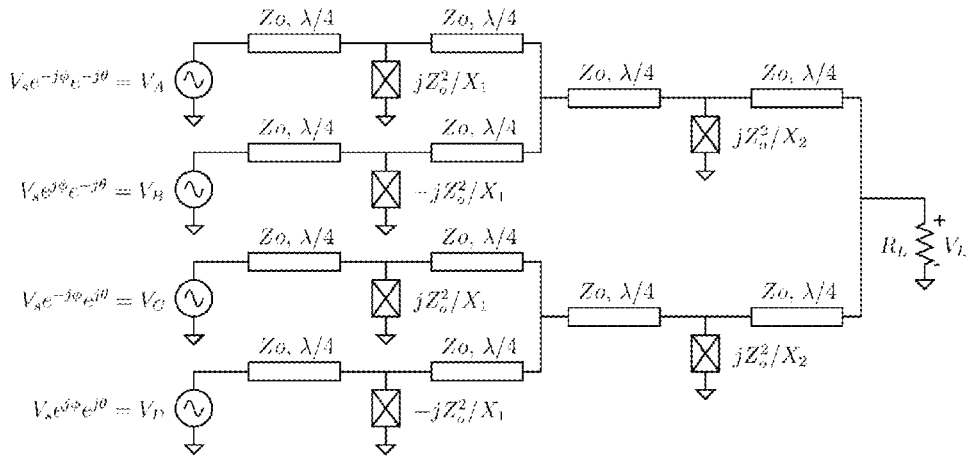 Zo, λ/4
Zo, λ/4
V_s e^{-jϕ} e^{-jθ} = V_A
jZ_o^2/X_1
Zo, λ/4
Zo, λ/4
jZ_o^2/X_2
Zo, λ/4
Zo, λ/4
V_s e^{jϕ} e^{-jθ} = V_B
-jZ_o^2/X_1
Zo, λ/4
Zo, λ/4
+
R_L
V_L
-
V_s e^{-jϕ} e^{jθ} = V_C
jZ_o^2/X_1
Zo, λ/4
Zo, λ/4
jZ_o^2/X_2
Zo, λ/4
Zo, λ/4
V_s e^{jϕ} e^{jθ} = V_D
-jZ_o^2/X_1